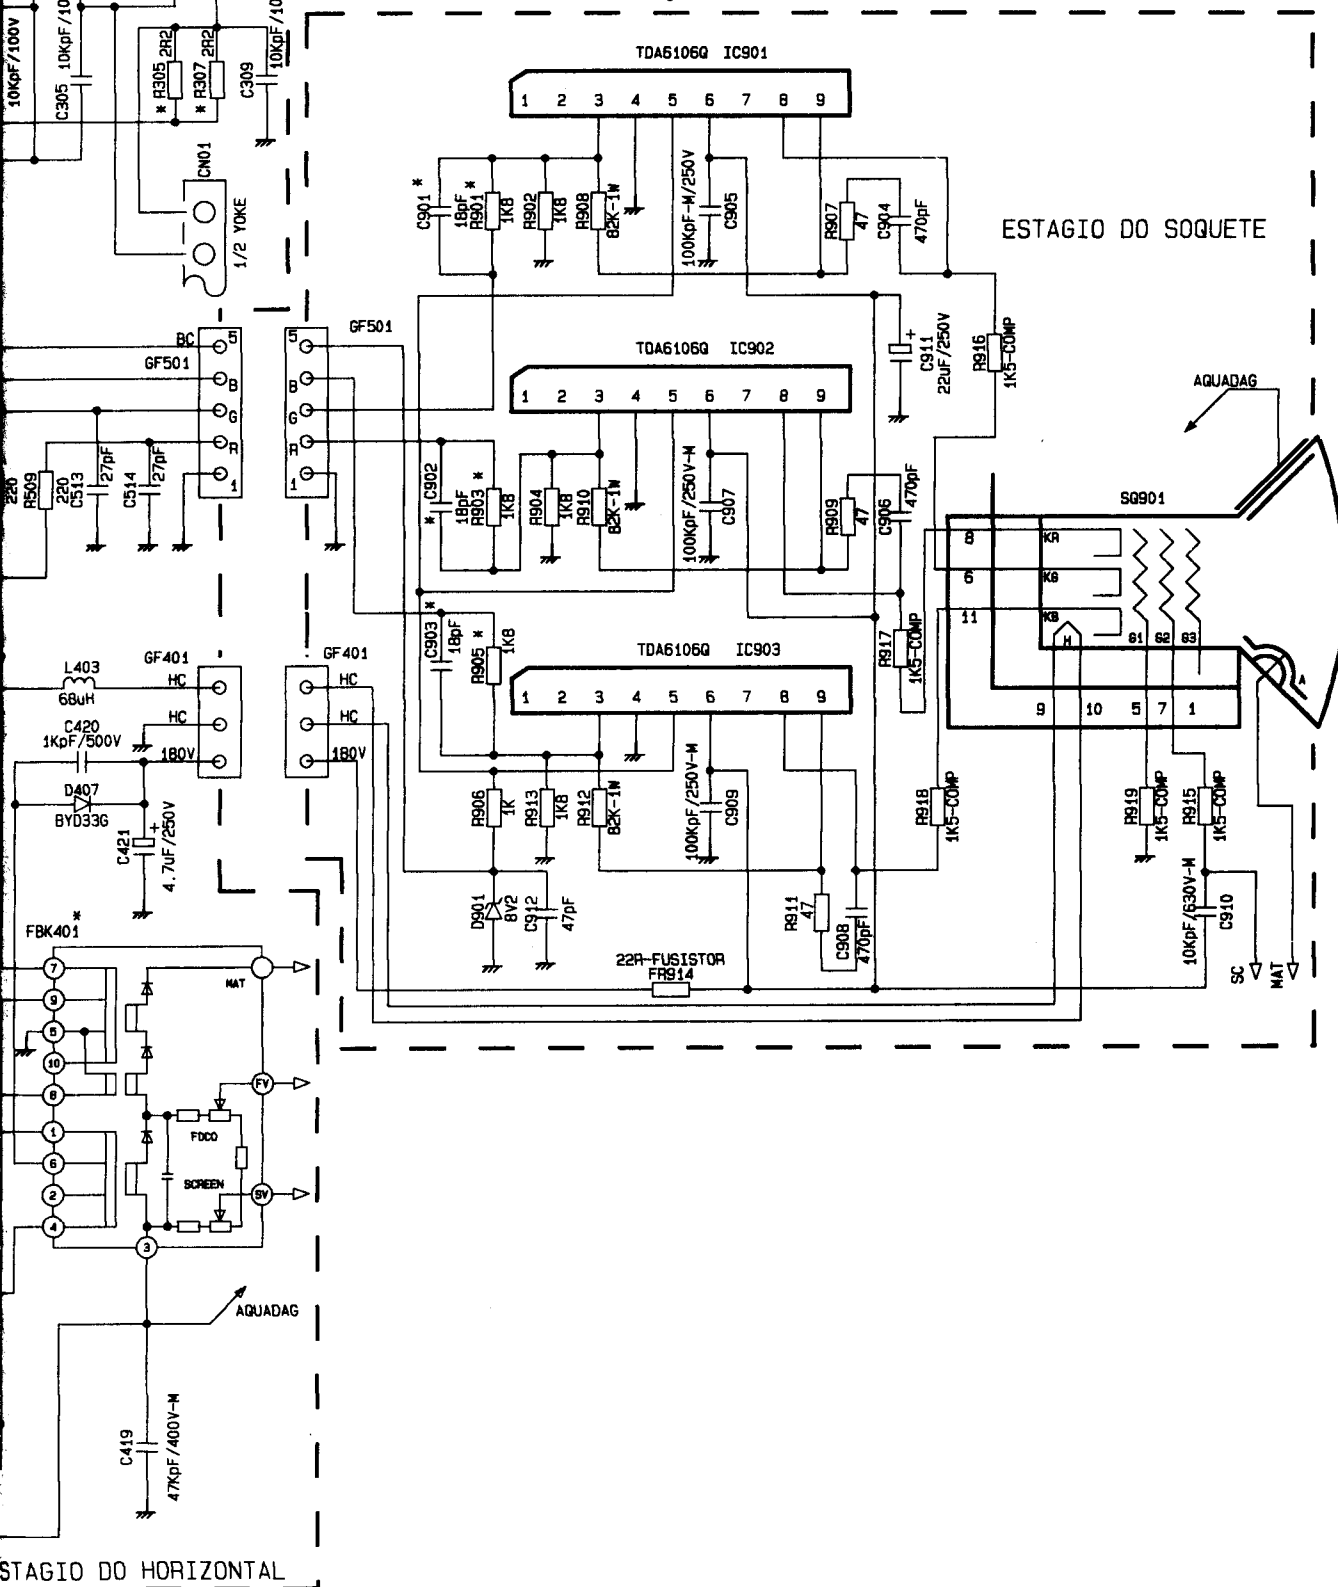 10KpF/100V
C305
R305 2R2
*
R307 2R2
*
C309
CN01
1/2 YOKE
TDA6106Q IC901
1 2 3 4 5 6 7 8 9
C901 *
18pF
R901 *
1K8
R902
1K8
R908
82K-1W
100KpF-M/250V
C905
R907
47
C904
470pF
ESTAGIO DO SOQUETE
BC
GF501
5
B
G
R
1
5
B
G
R
1
GF501
TDA6106Q IC902
1 2 3 4 5 6 7 8 9
+
C911
22uF/250V
R916
1K5-COMP
AQUADAG
220
R509
220
C513
27pF
C514
27pF
C902
*
18pF
R903 *
1K8
R904
1K8
R910
82K-1W
100KpF/250V-M
C907
R909
47
C906
470pF
SQ901
8 KR
6 KG
11 KB
H
G1 G2 G3
A
9 10 5 7 1
L403
68uH
GF401
HC
HC
180V
GF401
HC
HC
180V
C903 *
18pF
R905 *
1K8
TDA6106Q IC903
1 2 3 4 5 6 7 8 9
R917
1K5-COMP
C420
1KpF/500V
D407
BYD33G
C421
+
4.7uF/250V
R906
1K
R913
1K8
R912
82K-1W
100KpF/250V-M
C909
R918
1K5-COMP
R919
1K5-COMP
R915
1K5-COMP
D901
8V2
C912
47pF
R911
47
C908
470pF
10KpF/630V-M
C910
SC
MAT
22R-FUSISTOR
FR914
*
FBK401
7
9
5
10
8
1
6
2
4
3
MAT
FV
FOCO
SCREEN
SV
AQUADAG
C419
47KpF/400V-M
STAGIO DO HORIZONTAL